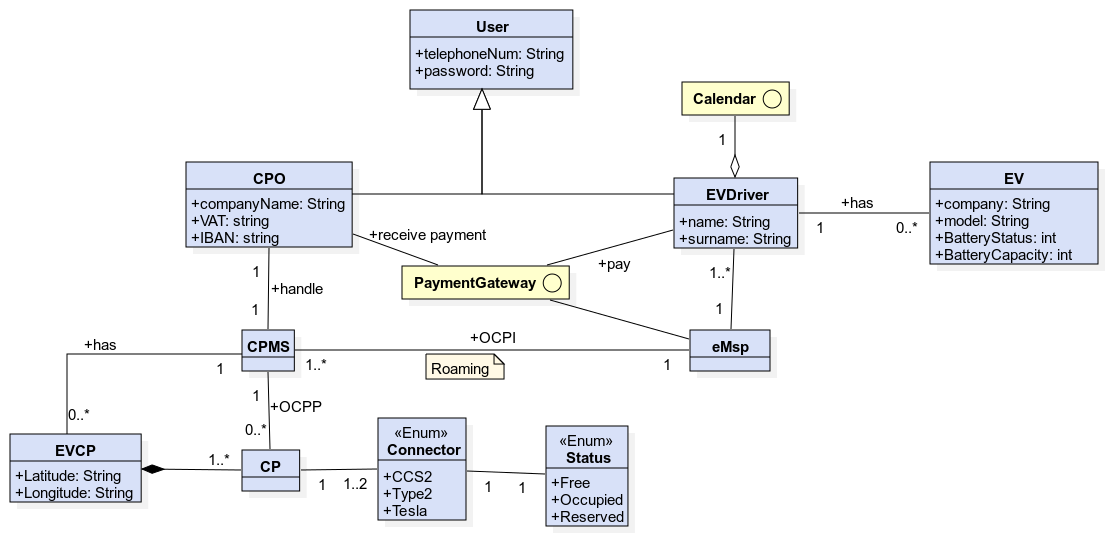 User
+telephoneNum: String
+password: String
Calendar
1
CPO
+companyName: String
+VAT: string
+IBAN: string
EVDriver
+name: String
+surname: String
+has
1
0..*
EV
+company: String
+model: String
+BatteryStatus: int
+BatteryCapacity: int
+receive payment
+pay
PaymentGateway
1
+handle
1
1..*
1
CPMS
+OCPI
1..*
1
Roaming
eMsp
+has
1
0..*
1
+OCPP
0..*
EVCP
+Latitude: String
+Longitude: String
1..*
CP
1
1..2
«Enum»
Connector
+CCS2
+Type2
+Tesla
1
1
«Enum»
Status
+Free
+Occupied
+Reserved